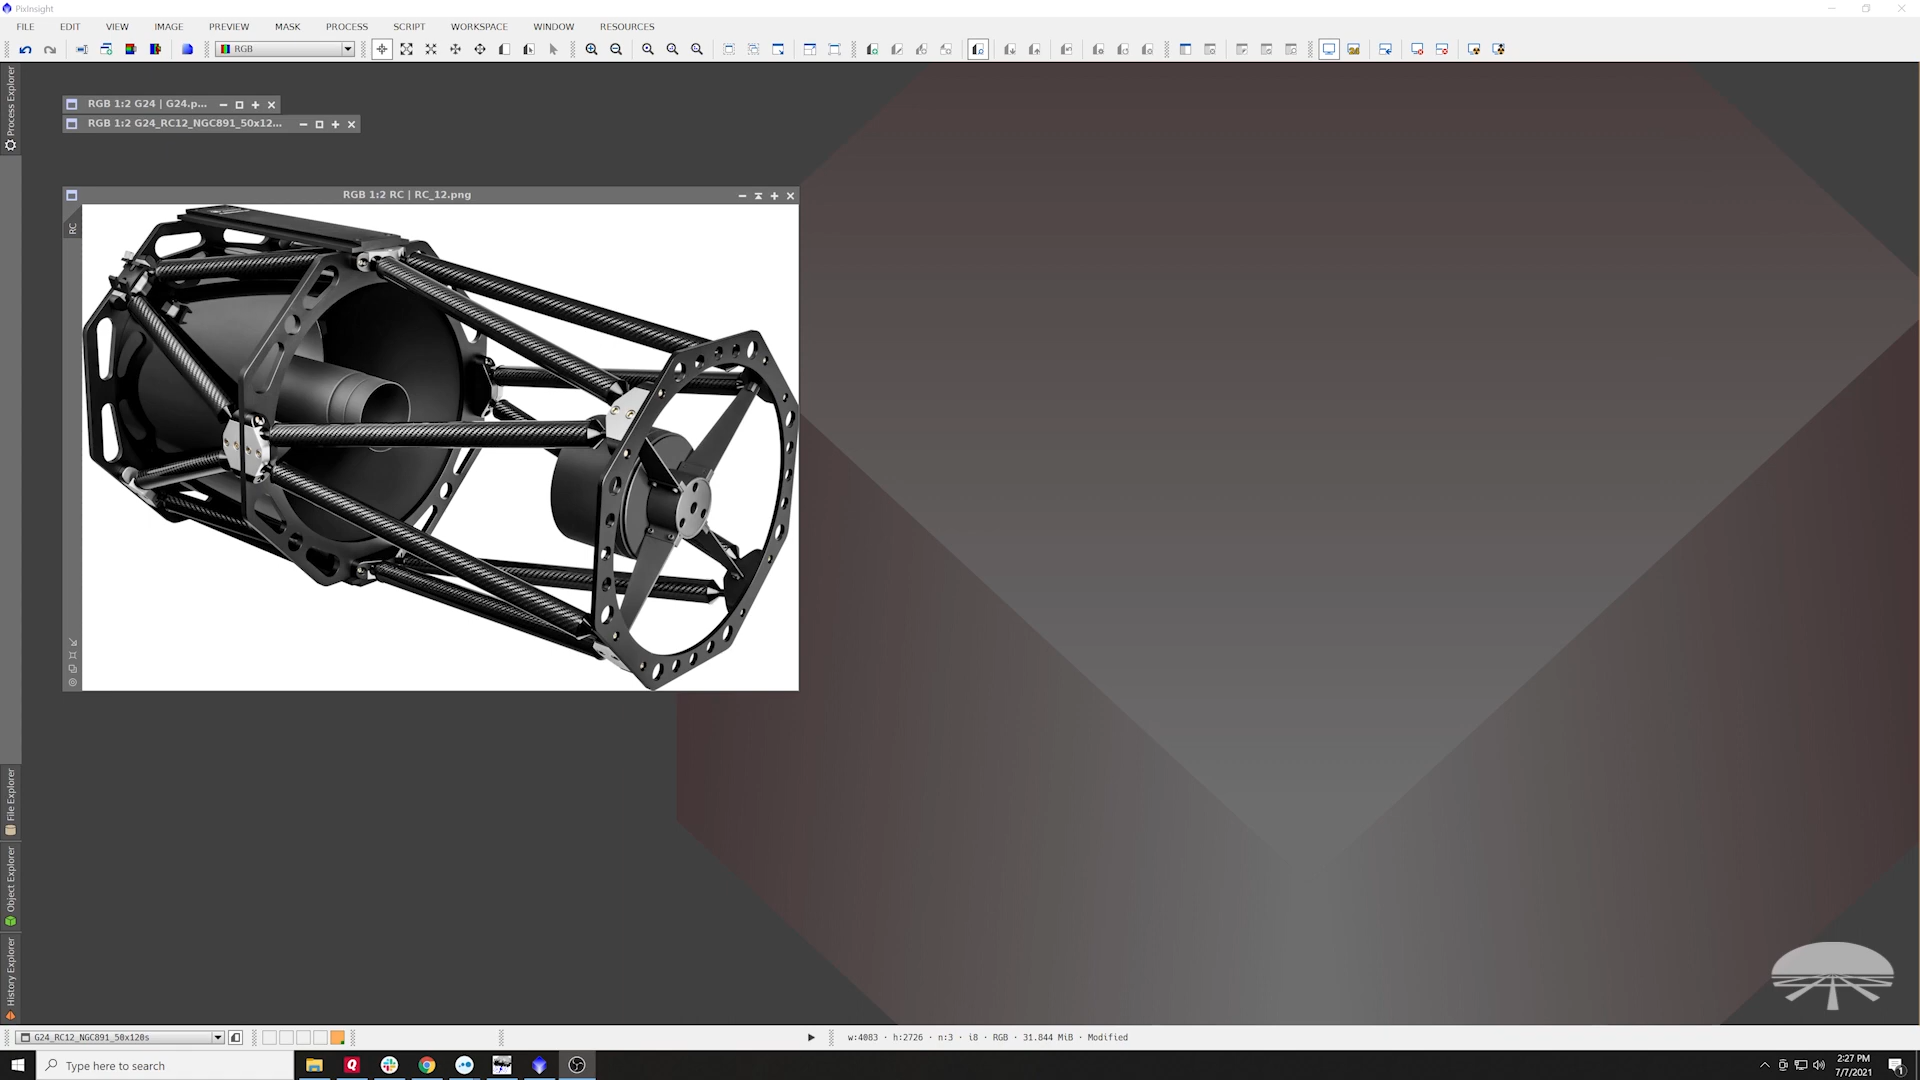 PixInsight
FILE EDIT VIEW IMAGE PREVIEW MASK PROCESS SCRIPT WORKSPACE WINDOW RESOURCES
RGB
Process Explorer
RGB 1:2 G24 | G24.p...
RGB 1:2 G24_RC12_NGC891_50x12...
RGB 1:2 RC | RC_12.png
RC
File Explorer
Object Explorer
History Explorer
G24_RC12_NGC891_50x120s
w:4083 · h:2726 · n:3 · i8 · RGB · 31.844 MiB · Modified
Type here to search
2:27 PM
7/7/2021
1